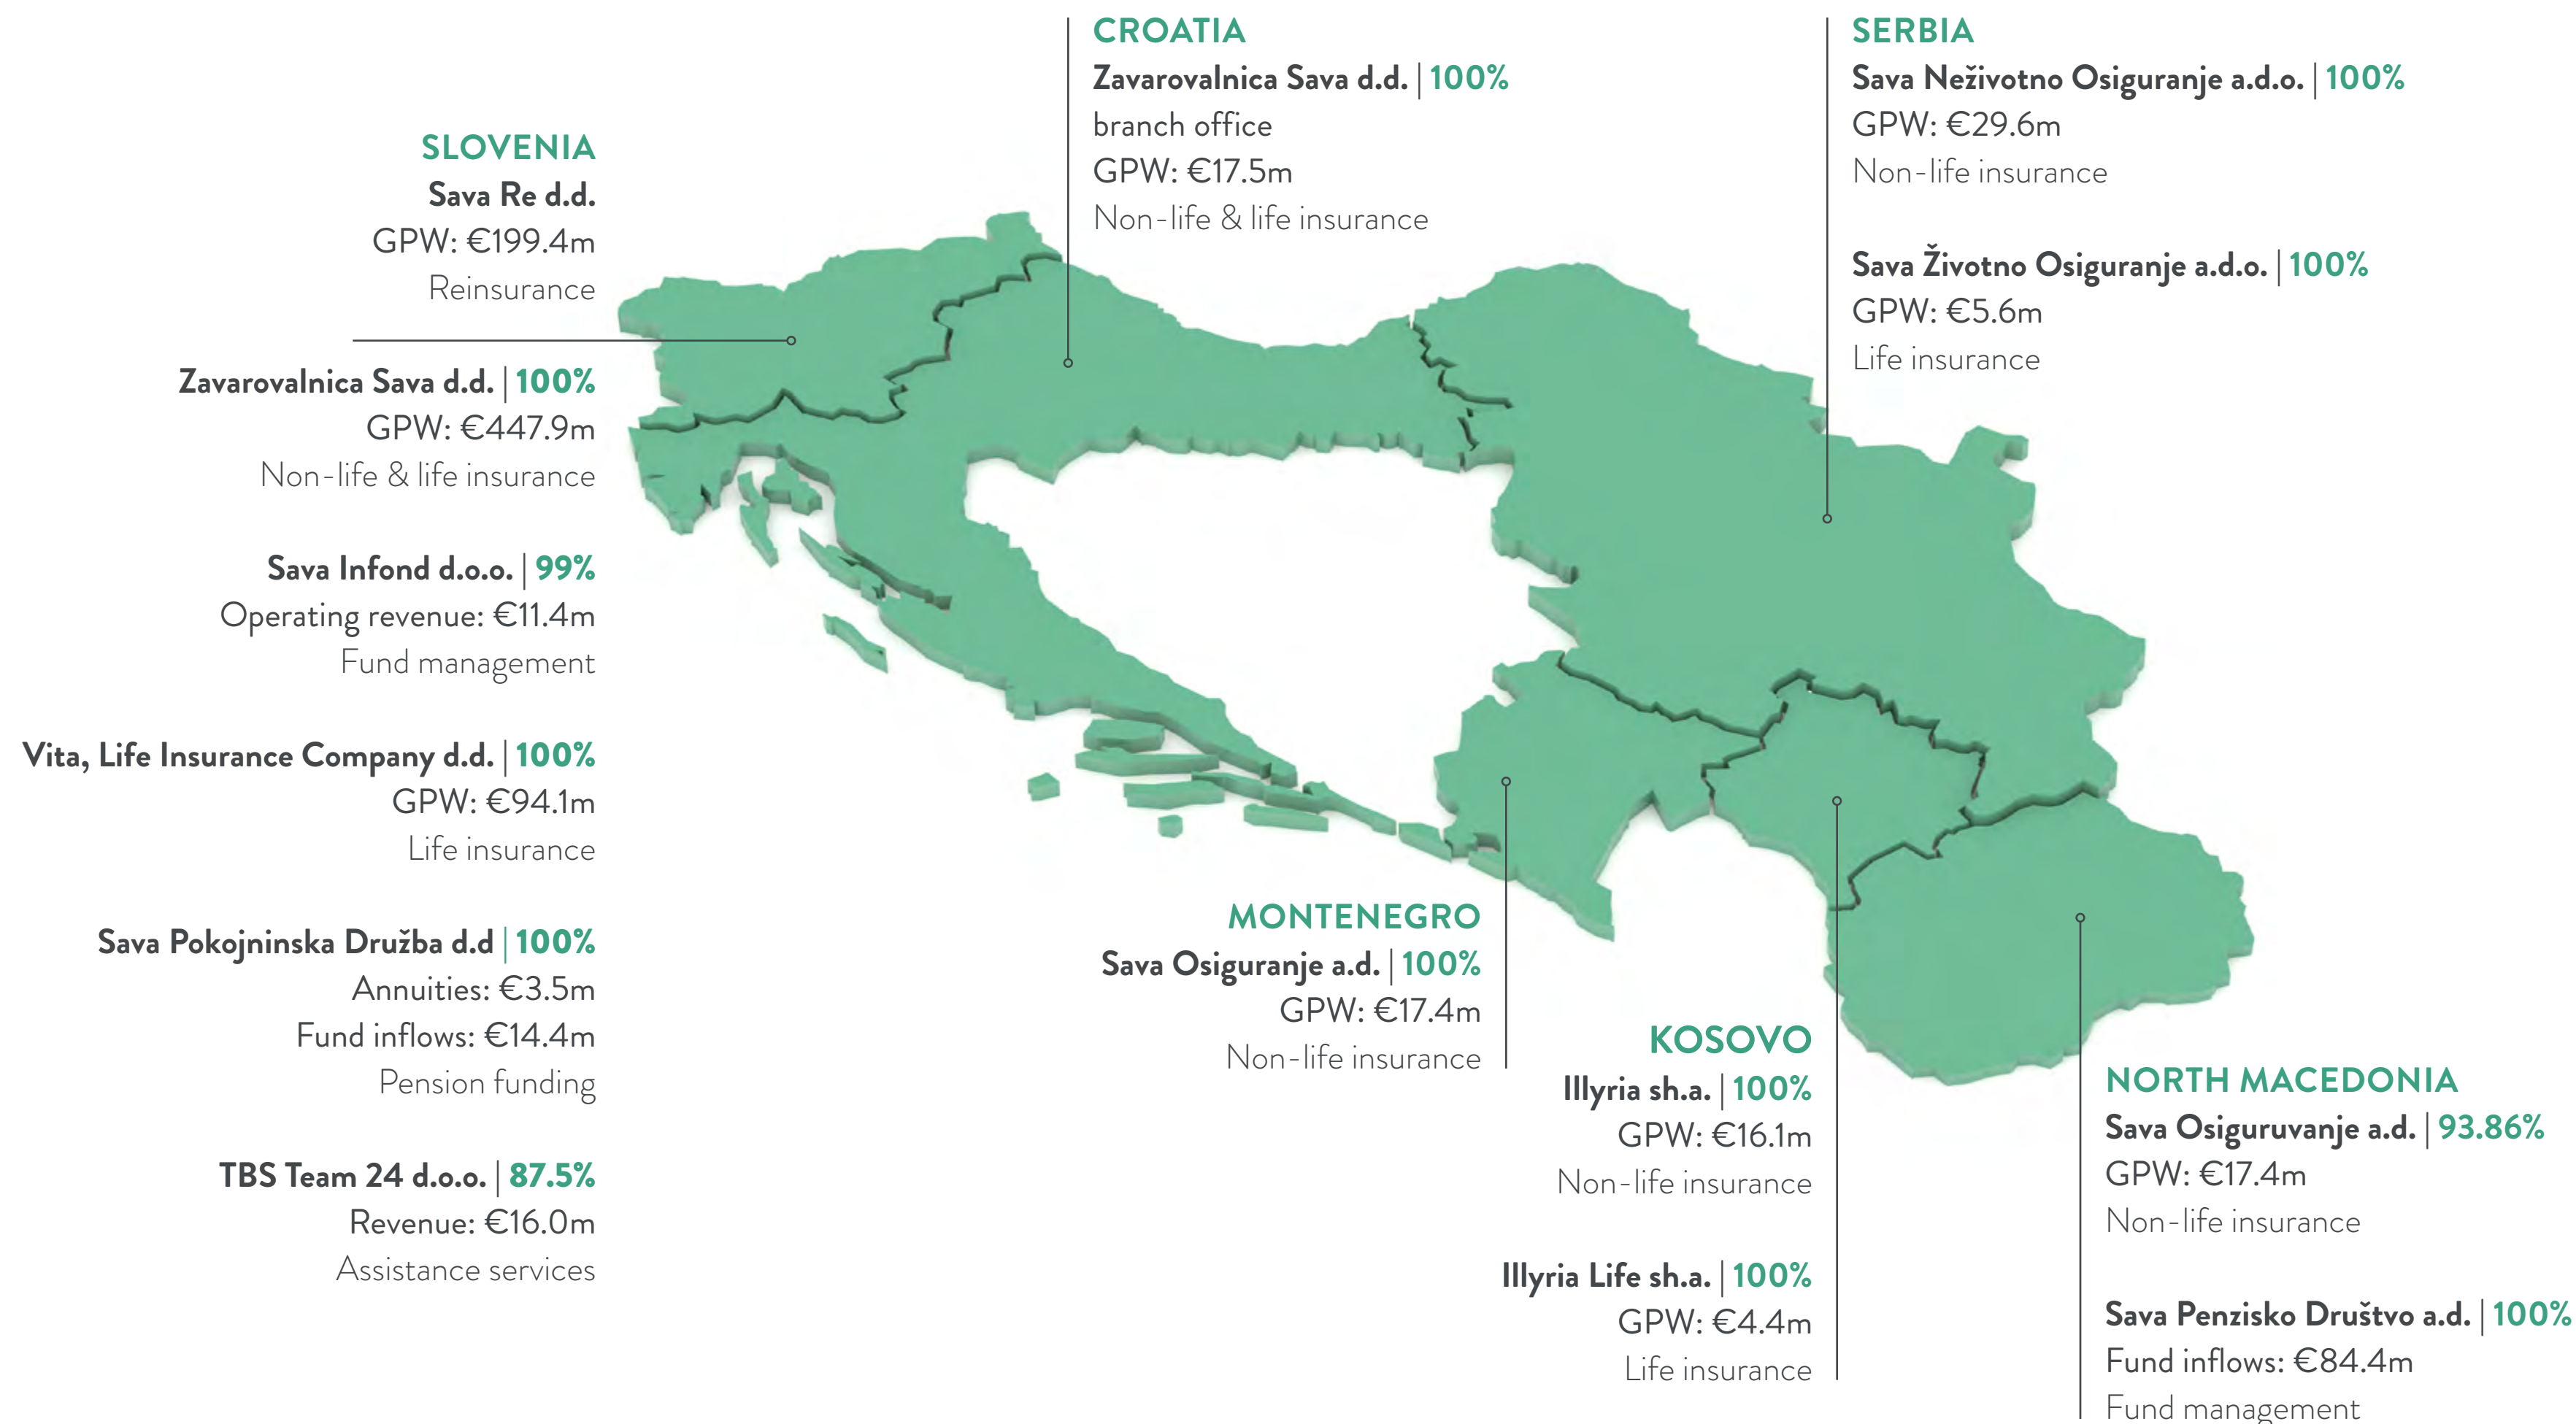 SLOVENIA
Sava Re d.d.
GPW: €199.4m
Reinsurance
Zavarovalnica Sava d.d. | 100%
GPW: €447.9m
Non-life & life insurance
Sava Infond d.o.o. | 99%
Operating revenue: €11.4m
Fund management
Vita, Life Insurance Company d.d. | 100%
GPW: €94.1m
Life insurance
Sava Pokojninska Družba d.d | 100%
Annuities: €3.5m
Fund inflows: €14.4m
Pension funding
TBS Team 24 d.o.o. | 87.5%
Revenue: €16.0m
Assistance services
CROATIA
Zavarovalnica Sava d.d. | 100%
branch office
GPW: €17.5m
Non-life & life insurance
SERBIA
Sava Neživotno Osiguranje a.d.o. | 100%
GPW: €29.6m
Non-life insurance
Sava Životno Osiguranje a.d.o. | 100%
GPW: €5.6m
Life insurance
MONTENEGRO
Sava Osiguranje a.d. | 100%
GPW: €17.4m
Non-life insurance
KOSOVO
Illyria sh.a. | 100%
GPW: €16.1m
Non-life insurance
Illyria Life sh.a. | 100%
GPW: €4.4m
Life insurance
NORTH MACEDONIA
Sava Osiguruvanje a.d. | 93.86%
GPW: €17.4m
Non-life insurance
Sava Penzisko Društvo a.d. | 100%
Fund inflows: €84.4m
Fund management